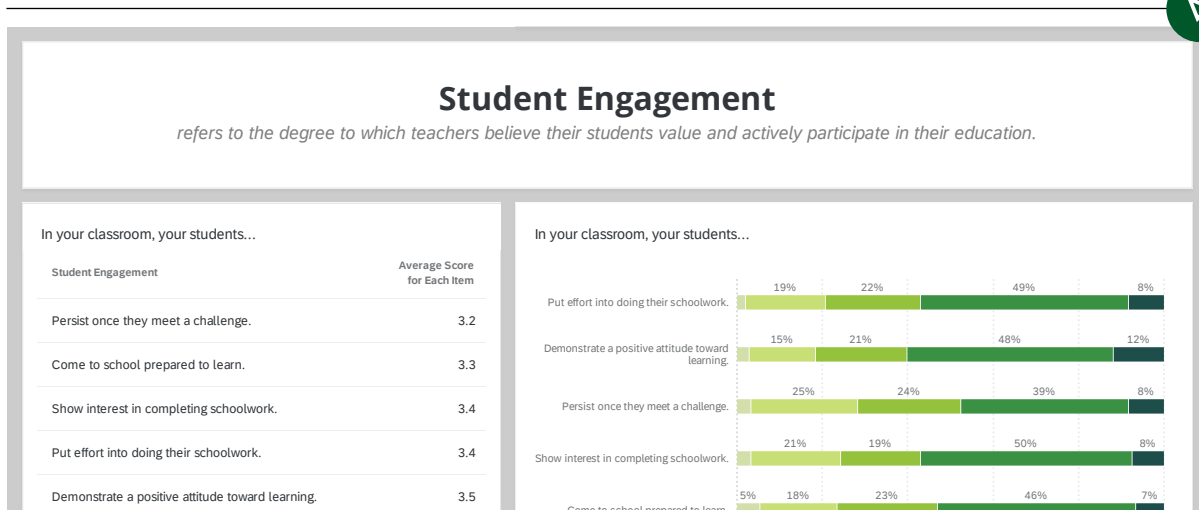 Student Engagement
refers to the degree to which teachers believe their students value and actively participate in their education.
In your classroom, your students...
Student Engagement
Average Score
for Each Item
Persist once they meet a challenge.
3.2
Come to school prepared to learn.
3.3
Show interest in completing schoolwork.
3.4
Put effort into doing their schoolwork.
3.4
Demonstrate a positive attitude toward learning.
3.5
In your classroom, your students...
19% 22% 49% 8%
Put effort into doing their schoolwork.
15% 21% 48% 12%
Demonstrate a positive attitude toward
learning.
25% 24% 39% 8%
Persist once they meet a challenge.
21% 19% 50% 8%
Show interest in completing schoolwork.
5% 18% 23% 46% 7%
Come to school prepared to learn.